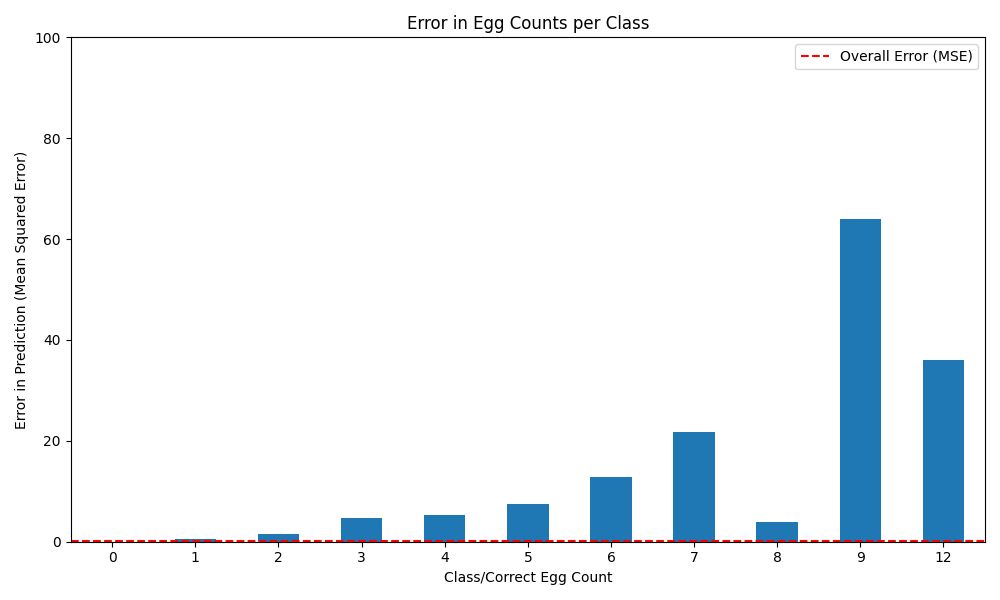 Error in Egg Counts per Class
Overall Error (MSE)
Error in Prediction (Mean Squared Error)
100
80
60
40
20
0
0 1 2 3 4 5 6 7 8 9 12
Class/Correct Egg Count